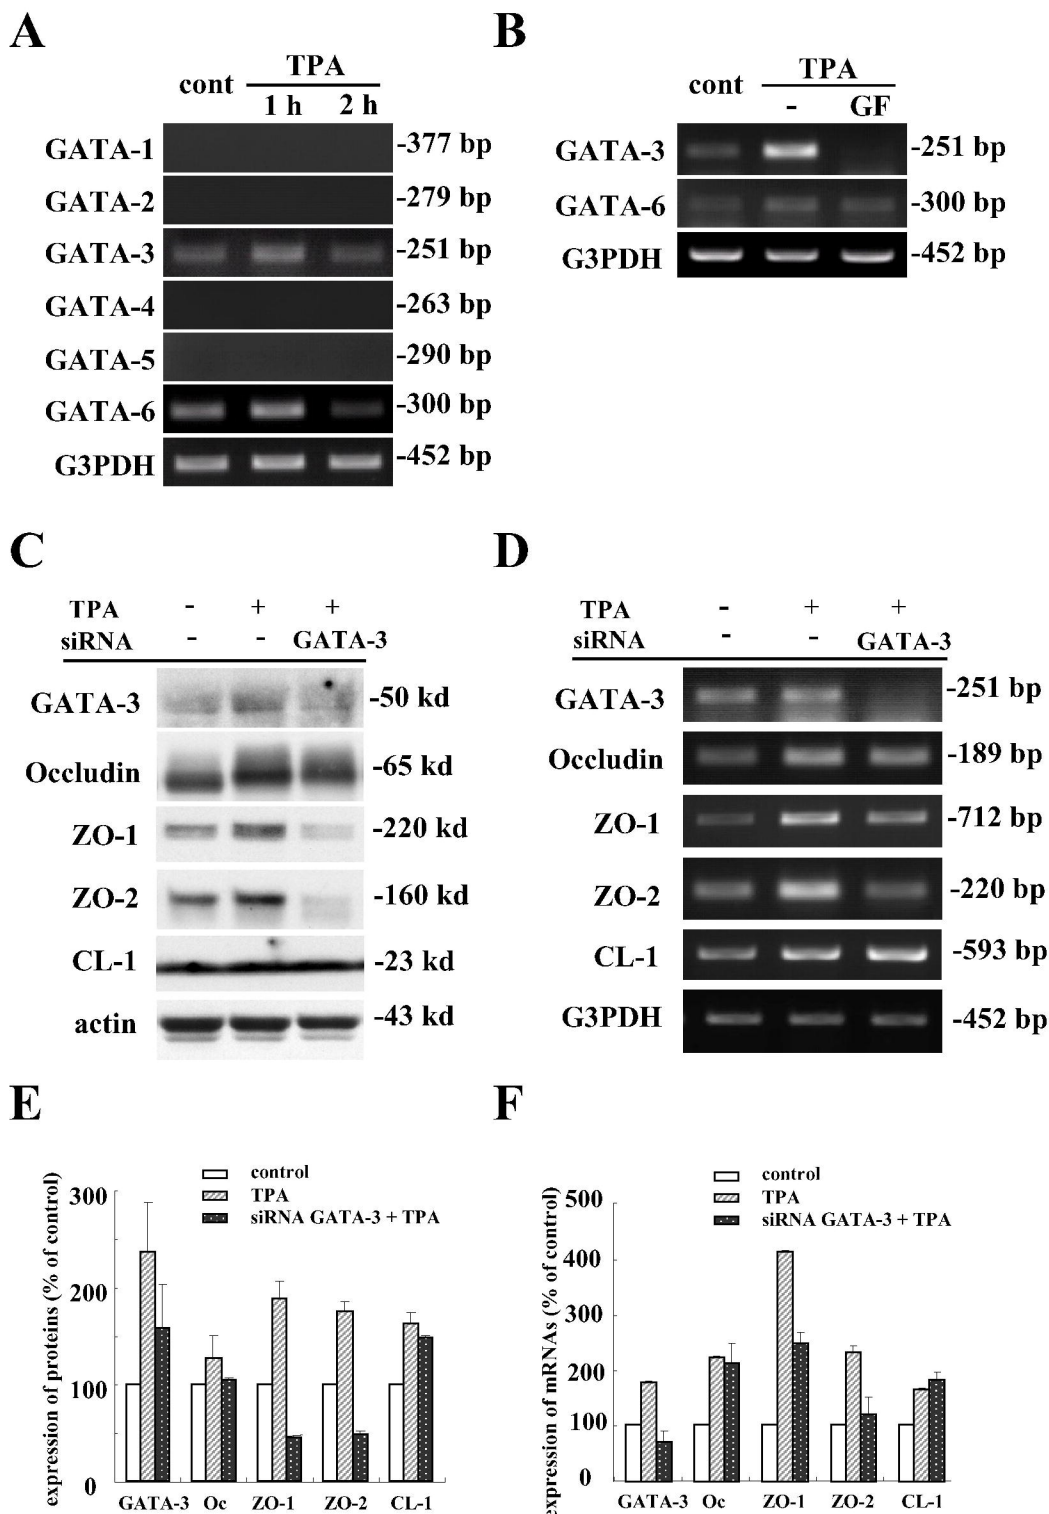 A
TPA
cont
1 h 2 h
GATA-1 -377 bp
GATA-2 -279 bp
GATA-3 -251 bp
GATA-4 -263 bp
GATA-5 -290 bp
GATA-6 -300 bp
G3PDH -452 bp
B
cont TPA
- GF
GATA-3 -251 bp
GATA-6 -300 bp
G3PDH -452 bp
C
TPA - + +
siRNA - - GATA-3
GATA-3 -50 kd
Occludin -65 kd
ZO-1 -220 kd
ZO-2 -160 kd
CL-1 -23 kd
actin -43 kd
D
TPA - + +
siRNA - - GATA-3
GATA-3 -251 bp
Occludin -189 bp
ZO-1 -712 bp
ZO-2 -220 bp
CL-1 -593 bp
G3PDH -452 bp
E
control
TPA
siRNA GATA-3 + TPA
expression of proteins (% of control)
300
200
100
0
GATA-3 Oc ZO-1 ZO-2 CL-1
F
control
TPA
siRNA GATA-3 + TPA
expression of mRNAs (% of control)
500
400
300
200
100
0
GATA-3 Oc ZO-1 ZO-2 CL-1